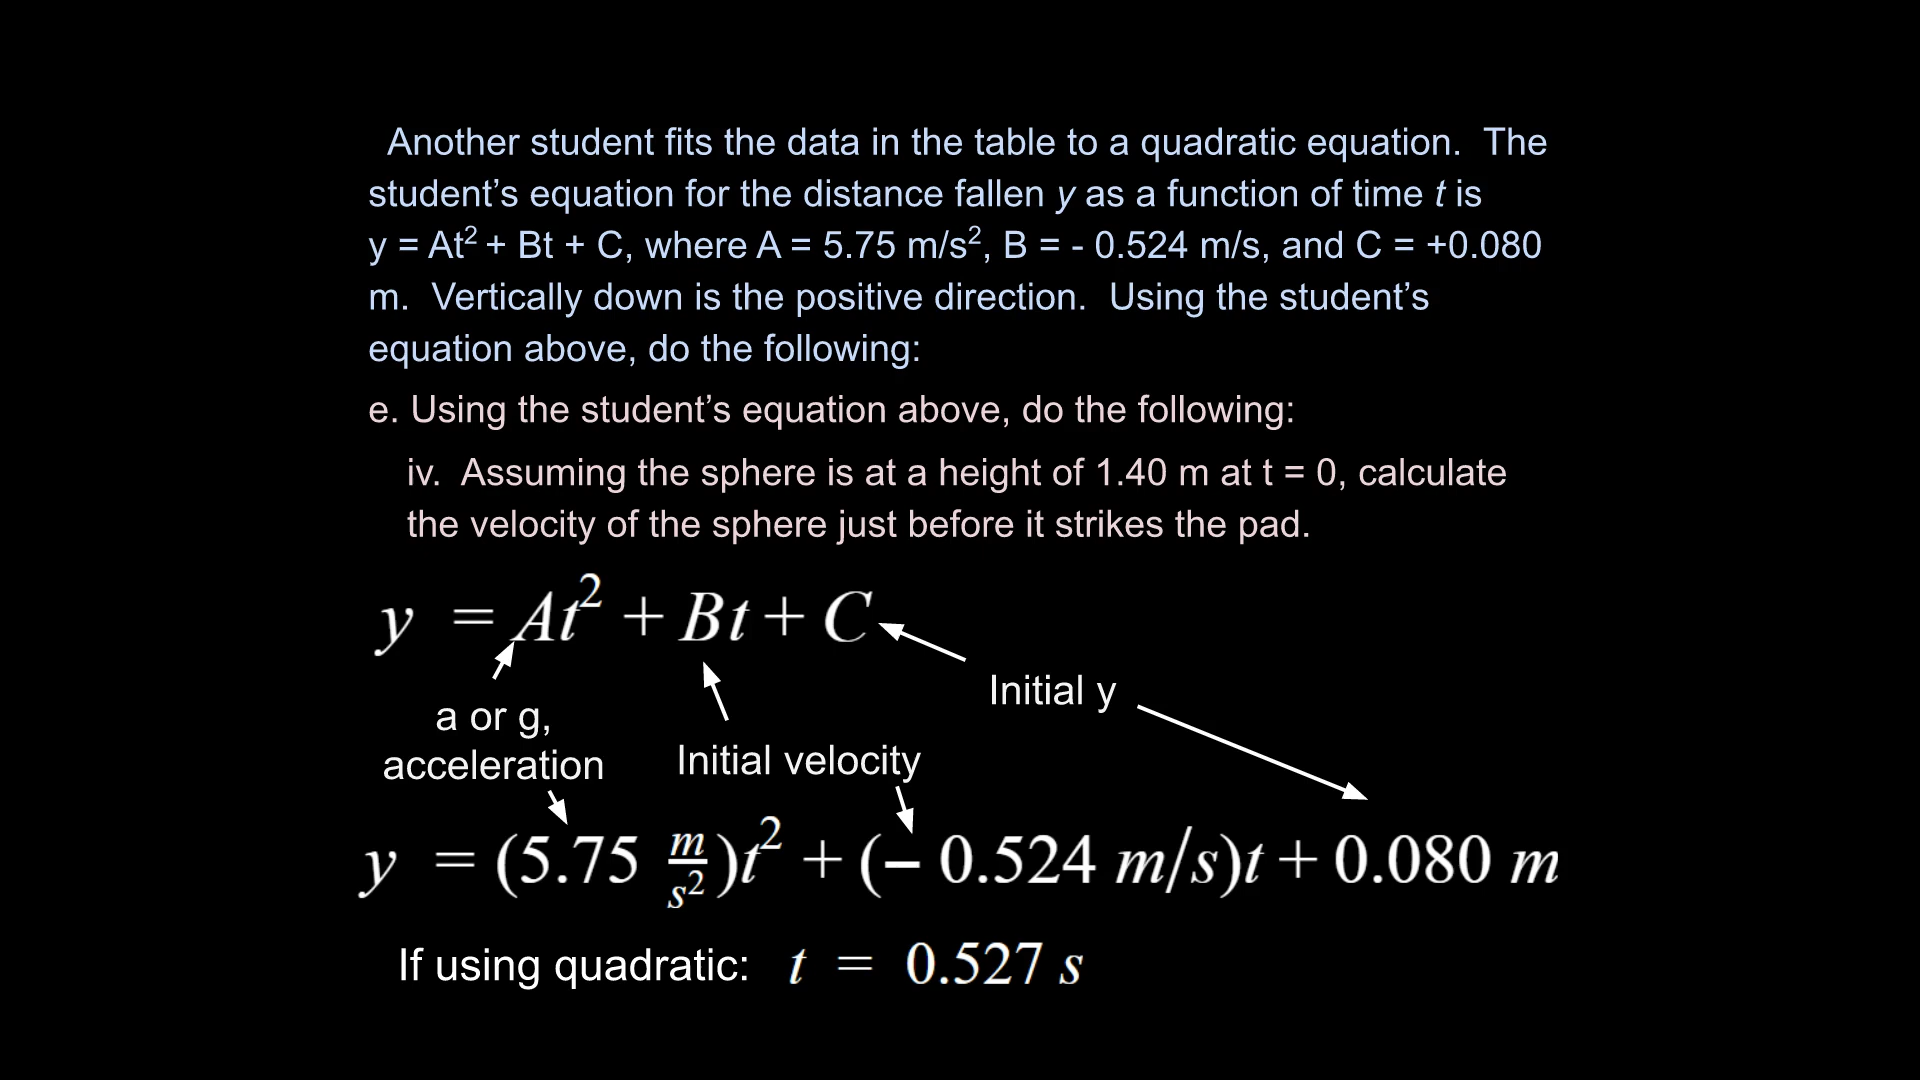 Another student fits the data in the table to a quadratic equation.  The
student’s equation for the distance fallen y as a function of time t is
y = At² + Bt + C, where A = 5.75 m/s², B = - 0.524 m/s, and C = +0.080
m.  Vertically down is the positive direction.  Using the student’s
equation above, do the following:
e. Using the student’s equation above, do the following:
iv.  Assuming the sphere is at a height of 1.40 m at t = 0, calculate
the velocity of the sphere just before it strikes the pad.
y = At² + Bt + C
Initial y
a or g,
acceleration
Initial velocity
y = (5.75 m/s²)t² + (– 0.524 m/s)t + 0.080 m
If using quadratic: t = 0.527 s